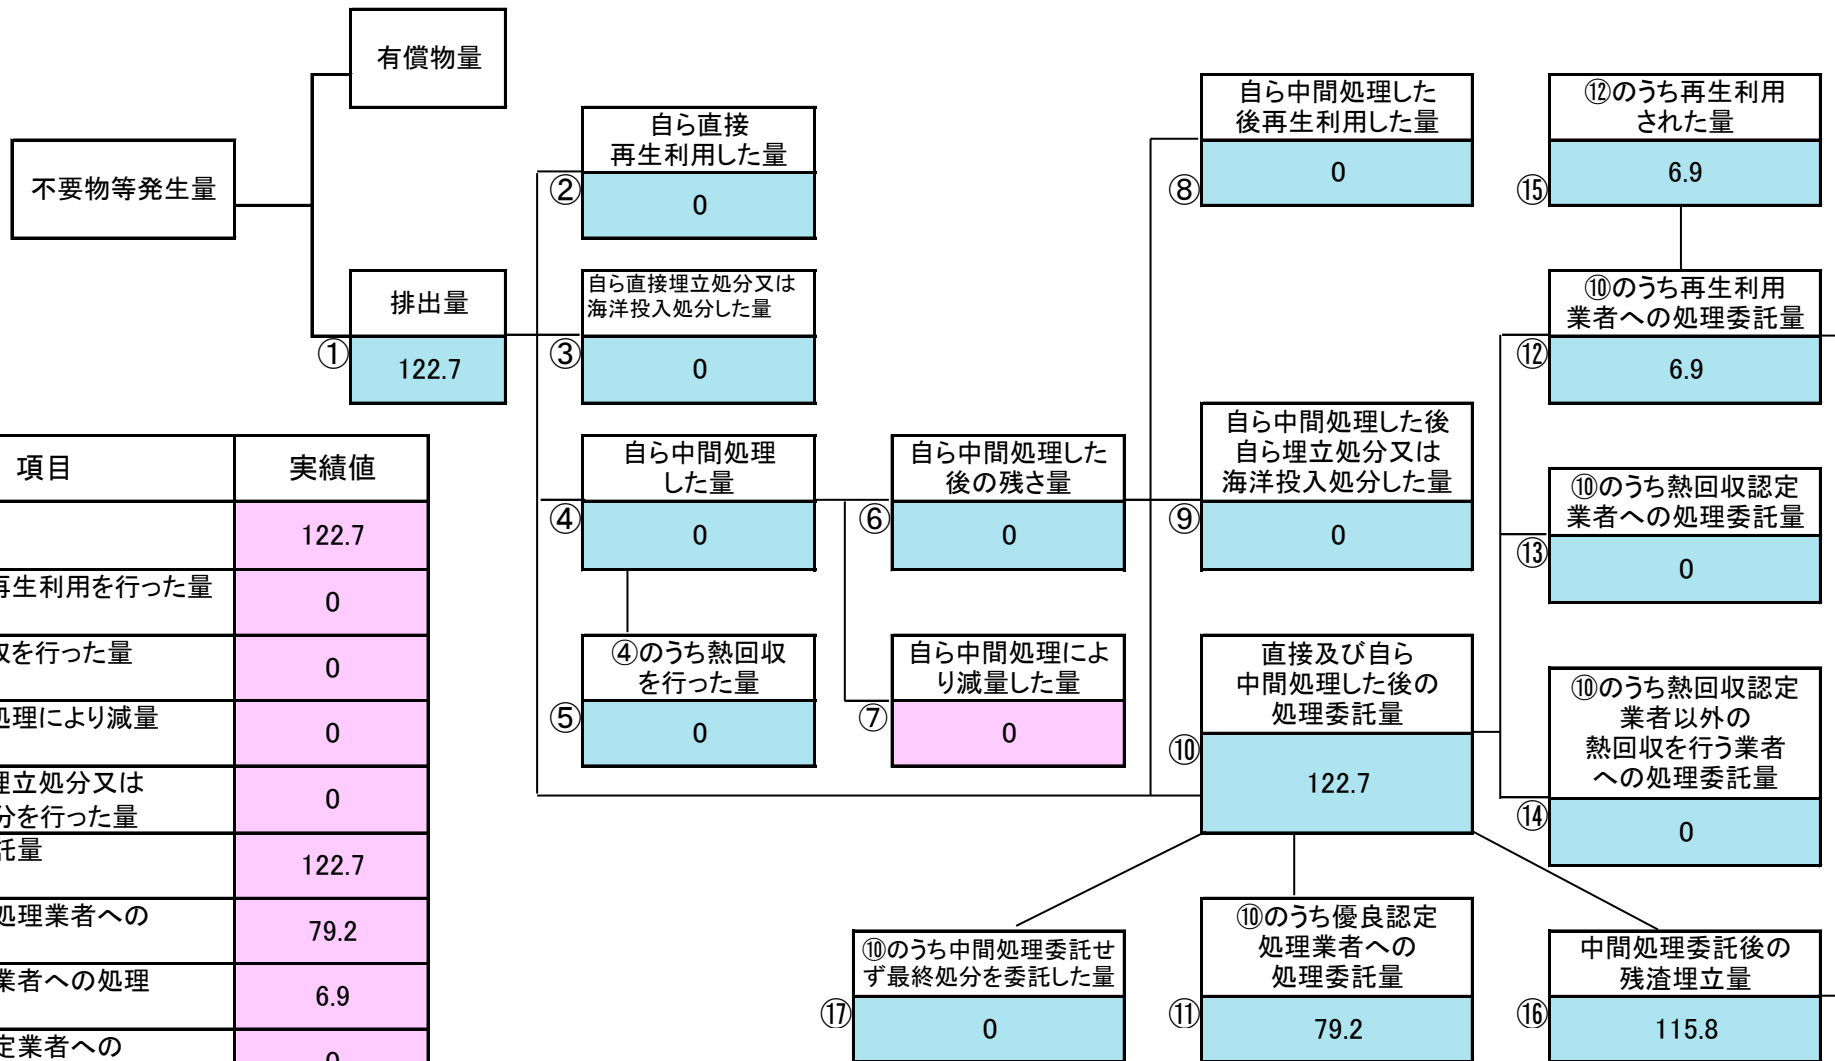 有償物量
不要物等発生量
排出量
①
122.7
自ら直接
再生利用した量
②
0
自ら直接埋立処分又は
海洋投入処分した量
③
0
自ら中間処理
した量
④
0
④のうち熱回収
を行った量
⑤
0
自ら中間処理した
後の残さ量
⑥
0
自ら中間処理によ
り減量した量
⑦
0
自ら中間処理した
後再生利用した量
⑧
0
自ら中間処理した後
自ら埋立処分又は
海洋投入処分した量
⑨
0
直接及び自ら
中間処理した後の
処理委託量
⑩
122.7
⑩のうち優良認定
処理業者への
処理委託量
⑪
79.2
⑩のうち中間処理委託せ
ず最終処分を委託した量
⑰
0
⑫のうち再生利用
された量
⑮
6.9
⑩のうち再生利用
業者への処理委託量
⑫
6.9
⑩のうち熱回収認定
業者への処理委託量
⑬
0
⑩のうち熱回収認定
業者以外の
熱回収を行う業者
への処理委託量
⑭
0
中間処理委託後の
残渣埋立量
⑯
115.8
項目 実績値
122.7
再生利用を行った量
0
収を行った量
0
処理により減量
0
埋立処分又は
分を行った量
0
託量
122.7
処理業者への
79.2
業者への処理
6.9
定業者への
0